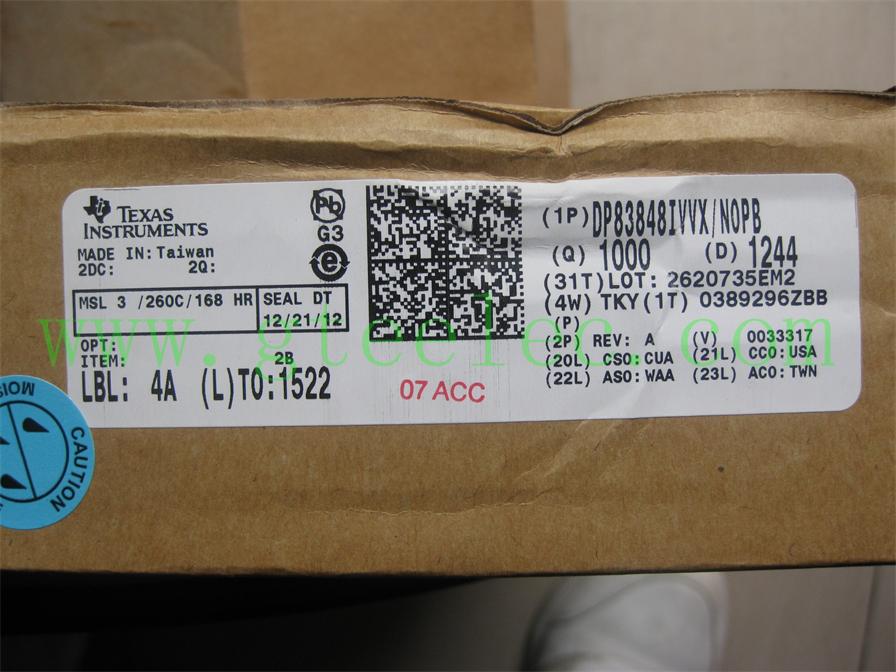 TEXAS
INSTRUMENTS
Pb
G3
e
MADE IN: Taiwan
2DC: 2Q:
MSL 3 /260C/168 HR
SEAL DT
12/21/12
OPT:
ITEM: 2B
LBL: 4A (L)TO:1522
07 ACC
(1P) DP83848IVVX/NOPB
(Q) 1000 (D) 1244
(31T) LOT: 2620735EM2
(4W) TKY (1T) 0389296ZBB
(P)
(2P) REV: A (V) 0033317
(20L) CSO: CUA (21L) CCO: USA
(22L) ASO: WAA (23L) ACO: TWN
www.gteelec.com
CAUTION
MOIS